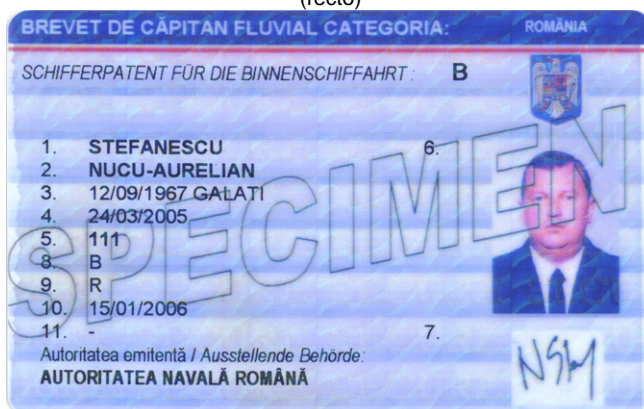 (recto)
BREVET DE CĂPITAN FLUVIAL CATEGORIA:
ROMÂNIA
SCHIFFERPATENT FÜR DIE BINNENSCHIFFAHRT : B
1. STEFANESCU
6.
2. NUCU-AURELIAN
3. 12/09/1967 GALATI
4. 24/03/2005
5. 111
8. B
9. R
10. 15/01/2006
11. -
7.
Autoritatea emitentă / Ausstellende Behörde:
AUTORITATEA NAVALĂ ROMÂNĂ
SPECIMEN